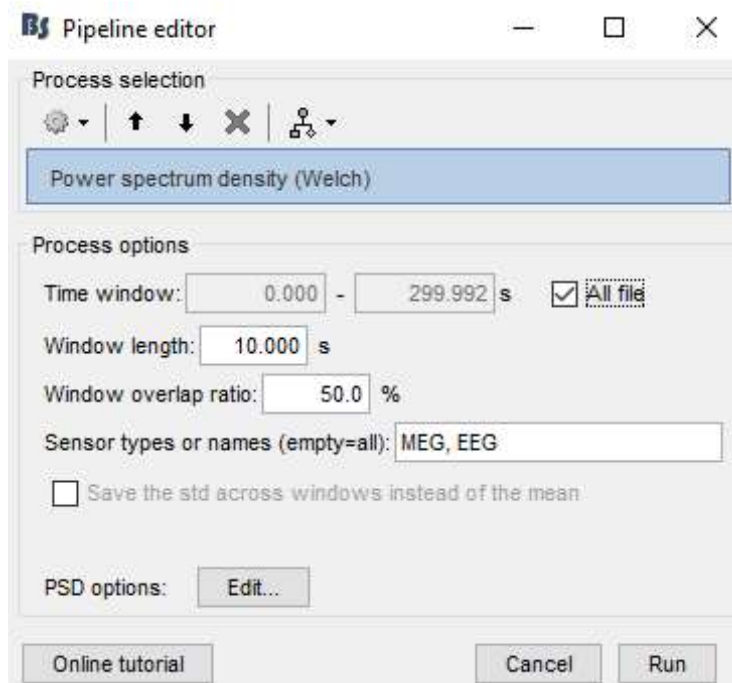 Pipeline editor
Process selection
Power spectrum density (Welch)
Process options
Time window: 0.000 - 299.992 s All file
Window length: 10.000 s
Window overlap ratio: 50.0 %
Sensor types or names (empty=all): MEG, EEG
Save the std across windows instead of the mean
PSD options: Edit...
Online tutorial Cancel Run